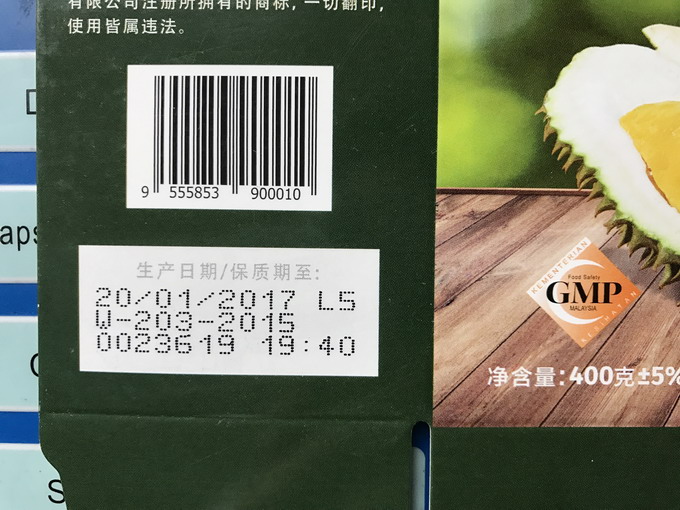 有限公司注册所拥有的商标，一切翻印，
使用皆属违法。
9 555853 900010
生产日期/保质期至:
20/01/2017 L5
W-203-2015
0023619 19:40
KEMENTERIAN
Food Safety
GMP
MALAYSIA
净含量:400克±5%
aps
S